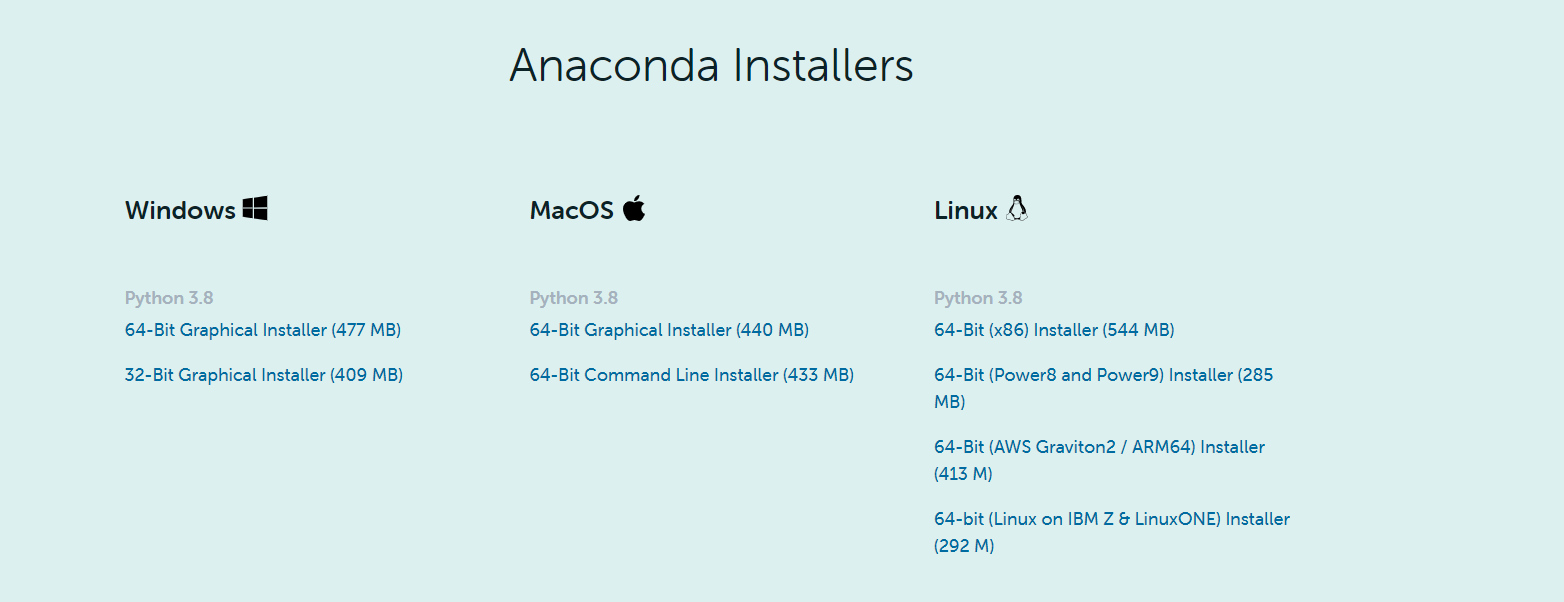 Anaconda Installers
Windows
Python 3.8
64-Bit Graphical Installer (477 MB)
32-Bit Graphical Installer (409 MB)
MacOS
Python 3.8
64-Bit Graphical Installer (440 MB)
64-Bit Command Line Installer (433 MB)
Linux
Python 3.8
64-Bit (x86) Installer (544 MB)
64-Bit (Power8 and Power9) Installer (285
MB)
64-Bit (AWS Graviton2 / ARM64) Installer
(413 M)
64-bit (Linux on IBM Z & LinuxONE) Installer
(292 M)